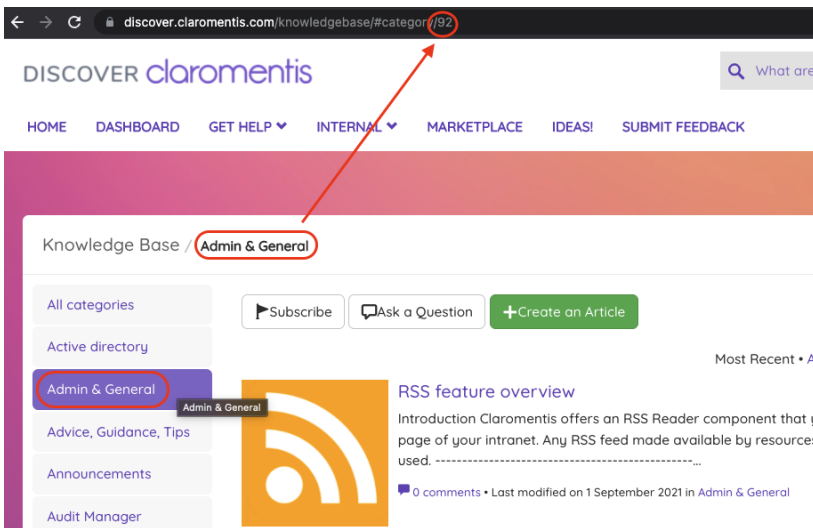 discover.claromentis.com/knowledgebase/#category/92
DISCOVER claromentis
What are
HOME DASHBOARD GET HELP INTERNAL MARKETPLACE IDEAS! SUBMIT FEEDBACK
Knowledge Base / Admin & General
All categories
Active directory
Admin & General
Admin & General
Advice, Guidance, Tips
Announcements
Audit Manager
Subscribe Ask a Question +Create an Article
Most Recent • A
RSS feature overview
Introduction Claromentis offers an RSS Reader component that y
page of your intranet. Any RSS feed made available by resources
used. ------------------------------------------------...
0 comments • Last modified on 1 September 2021 in Admin & General